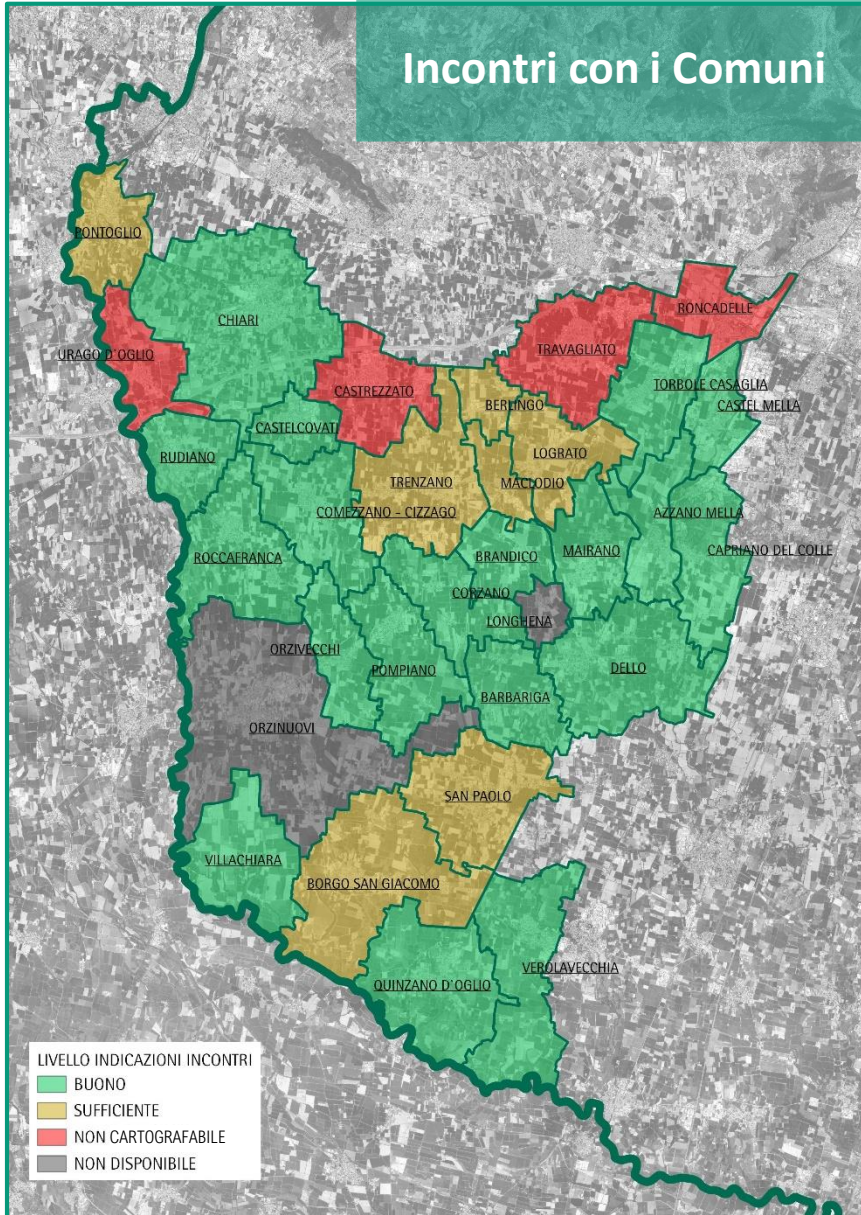 Incontri con i Comuni
PONTOGLIO
CHIARI
RONCADELLE
URAGO D'OGLIO
TRAVAGLIATO
CASTREZZATO
TORBOLE CASAGLIA
BERLINGO
CASTEL MELLA
CASTELCOVATI
RUDIANO
LOGRATO
TRENZANO
MACLODIO
COMEZZANO - CIZZAGO
AZZANO MELLA
ROCCAFRANCA
BRANDICO
MAIRANO
CAPRIANO DEL COLLE
CORZANO
LONGHENA
ORZIVECCHI
POMPIANO
DELLO
BARBARIGA
ORZINUOVI
SAN PAOLO
VILLACHIARA
BORGO SAN GIACOMO
VEROLAVECCHIA
QUINZANO D'OGLIO
LIVELLO INDICAZIONI INCONTRI
BUONO
SUFFICIENTE
NON CARTOGRAFABILE
NON DISPONIBILE